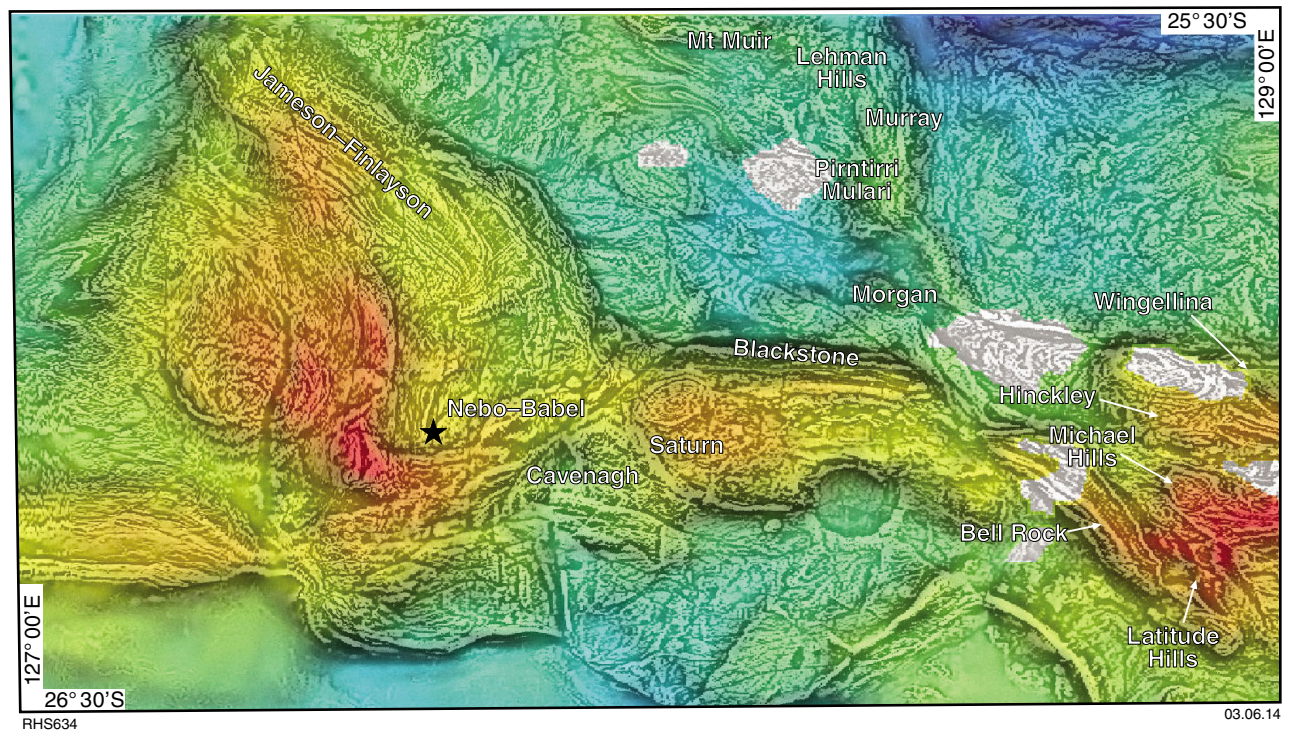 25°30'S
129°00'E
Mt Muir
Lehman
Hills
Jameson–Finlayson
Murray
Pirntirri
Mulari
Morgan
Wingellina
Blackstone
Hinckley
Nebo–Babel
Saturn
Michael
Hills
Cavenagh
Bell Rock
Latitude
Hills
127°00'E
26°30'S
RHS634
03.06.14